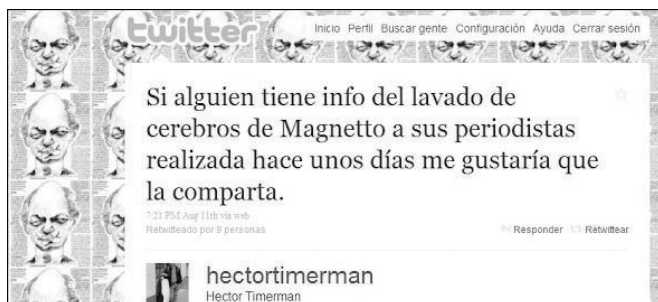 twitter
Inicio Perfil Buscar gente Configuración Ayuda Cerrar sesión
Si alguien tiene info del lavado de
cerebros de Magnetto a sus periodistas
realizada hace unos días me gustaría que
la comparta.
7:21 PM Aug 11th vía web
Retwitteado por 9 personas
Responder Retwittear
hectortimerman
Hector Timerman